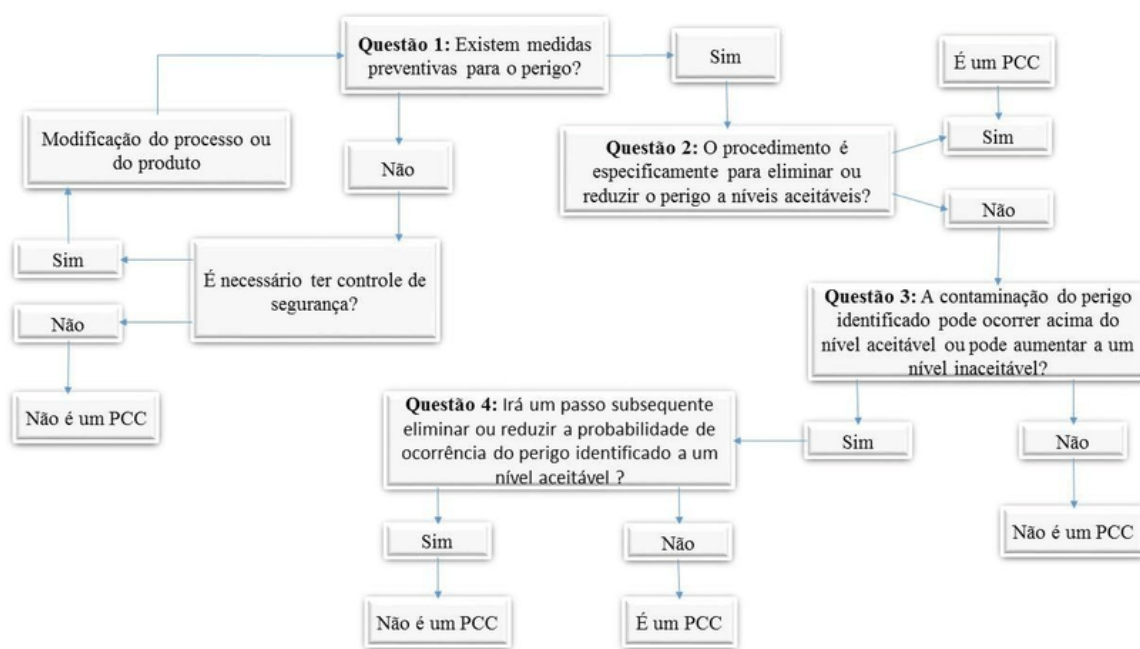 Questão 1: Existem medidas
preventivas para o perigo?
Sim
É um PCC
Modificação do processo ou
do produto
Não
Questão 2: O procedimento é
especificamente para eliminar ou
reduzir o perigo a níveis aceitáveis?
Sim
Não
Sim
É necessário ter controle de
segurança?
Não
Não é um PCC
Questão 3: A contaminação do perigo
identificado pode ocorrer acima do
nível aceitável ou pode aumentar a um
nível inaceitável?
Sim
Não
Não é um PCC
Questão 4: Irá um passo subsequente
eliminar ou reduzir a probabilidade de
ocorrência do perigo identificado a um
nível aceitável ?
Sim
Não
Não é um PCC
É um PCC